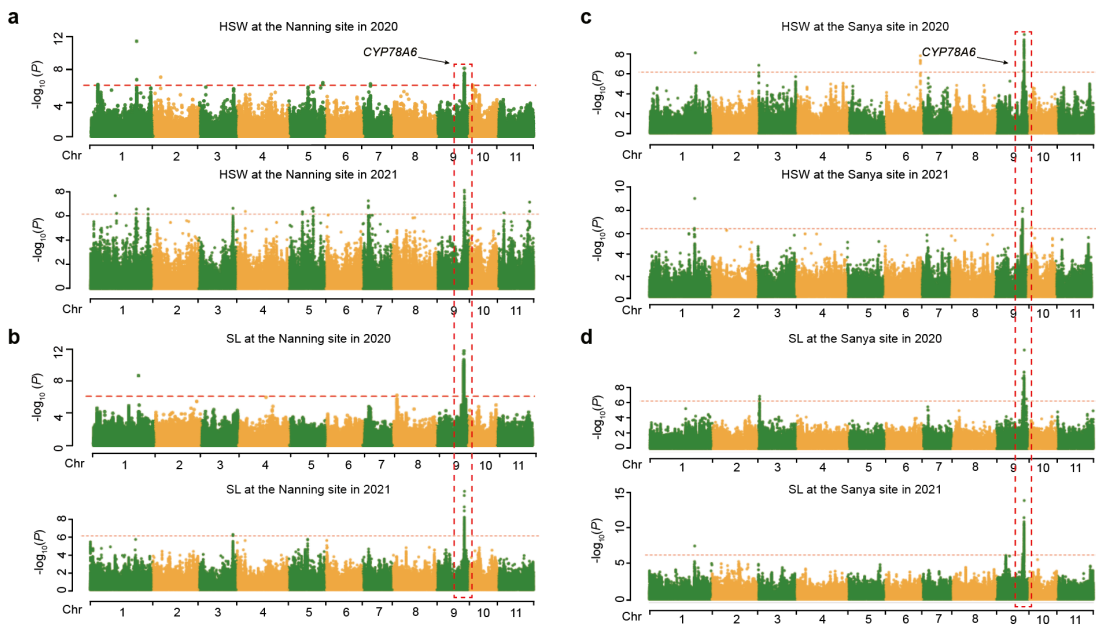 a
HSW at the Nanning site in 2020
CYP78A6
-log10(P)
12
8
4
0
Chr 1 2 3 4 5 6 7 8 9 10 11
HSW at the Nanning site in 2021
-log10(P)
8
6
4
2
0
Chr 1 2 3 4 5 6 7 8 9 10 11
b
SL at the Nanning site in 2020
-log10(P)
12
8
4
0
Chr 1 2 3 4 5 6 7 8 9 10 11
SL at the Nanning site in 2021
-log10(P)
8
6
4
2
0
Chr 1 2 3 4 5 6 7 8 9 10 11
c
HSW at the Sanya site in 2020
CYP78A6
-log10(P)
8
6
4
2
0
Chr 1 2 3 4 5 6 7 8 9 10 11
HSW at the Sanya site in 2021
-log10(P)
10
8
6
4
2
0
Chr 1 2 3 4 5 6 7 8 9 10 11
d
SL at the Sanya site in 2020
-log10(P)
8
6
4
2
0
Chr 1 2 3 4 5 6 7 8 9 10 11
SL at the Sanya site in 2021
-log10(P)
15
10
5
0
Chr 1 2 3 4 5 6 7 8 9 10 11